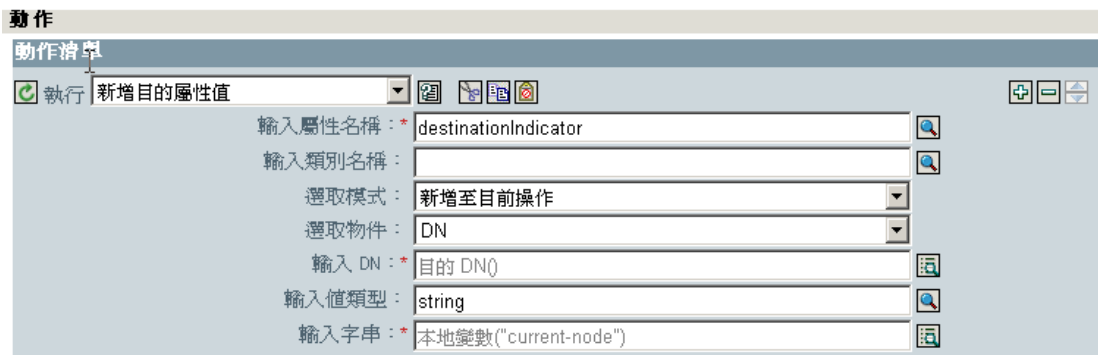 動作
動作清單
執行 新增目的屬性值
輸入屬性名稱：* destinationIndicator
輸入類別名稱：
選取模式： 新增至目前操作
選取物件： DN
輸入 DN：* 目的 DN()
輸入值類型： string
輸入字串：* 本地變數("current-node")